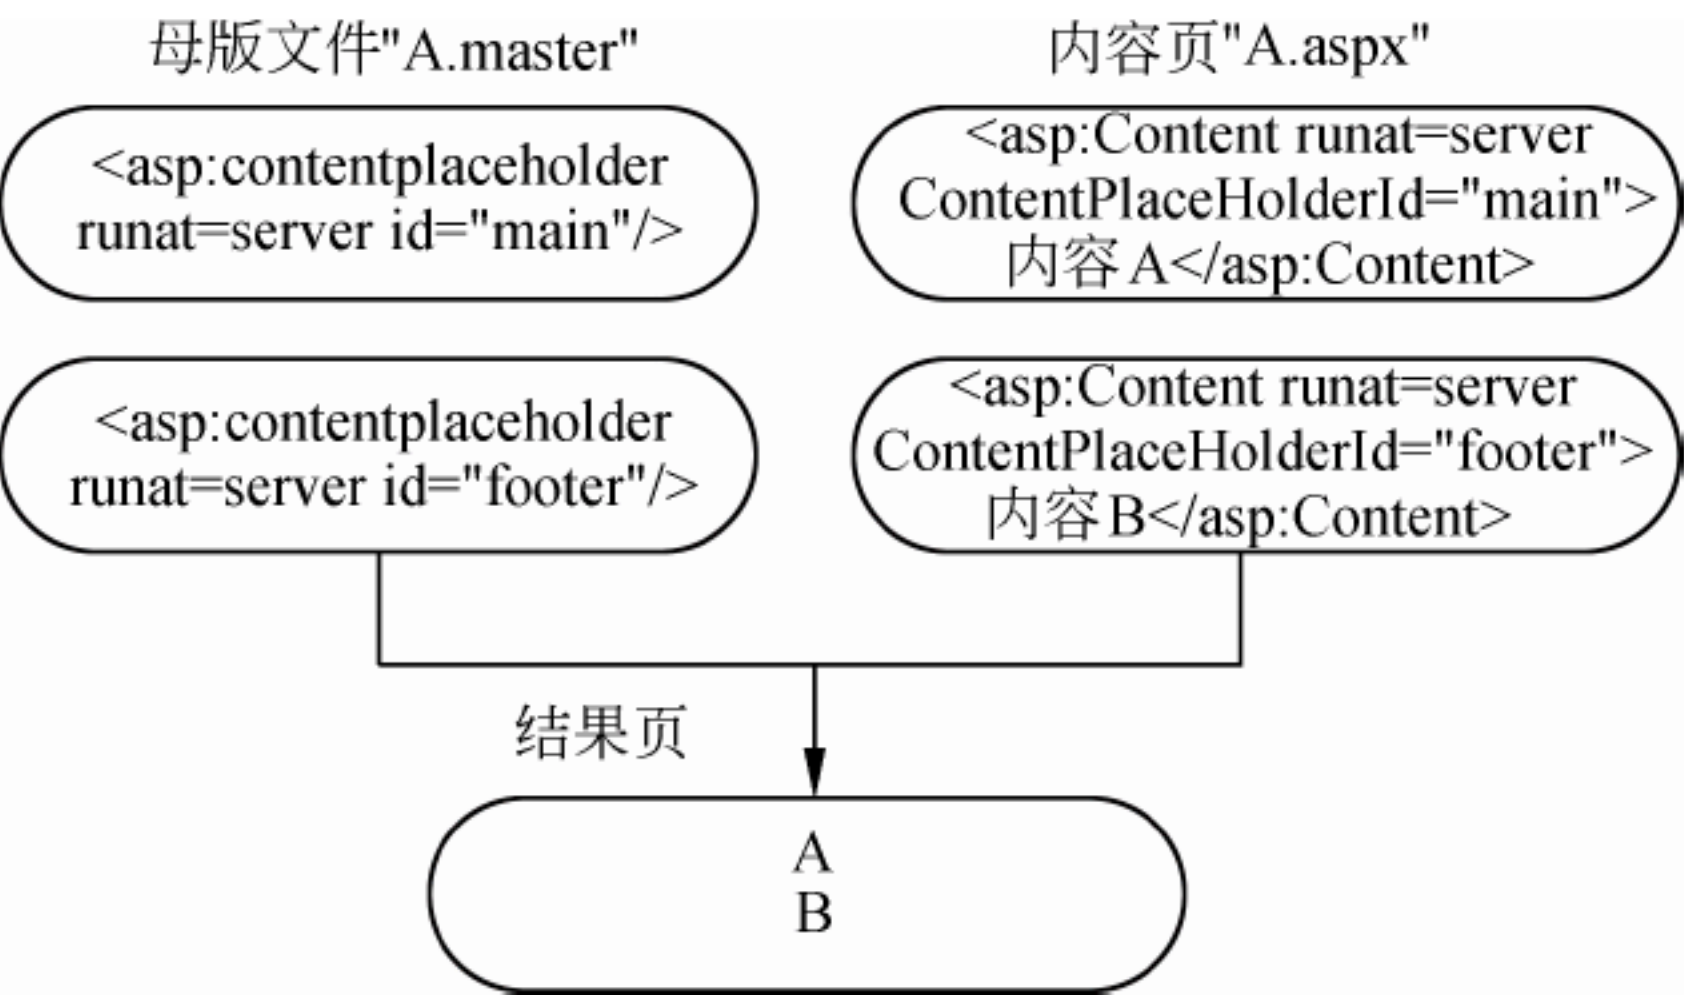 母版文件"A.master"
<asp:contentplaceholder
runat=server id="main"/>
<asp:contentplaceholder
runat=server id="footer"/>
内容页"A.aspx"
<asp:Content runat=server
ContentPlaceHolderId="main">
内容A</asp:Content>
<asp:Content runat=server
ContentPlaceHolderId="footer">
内容B</asp:Content>
结果页
A
B